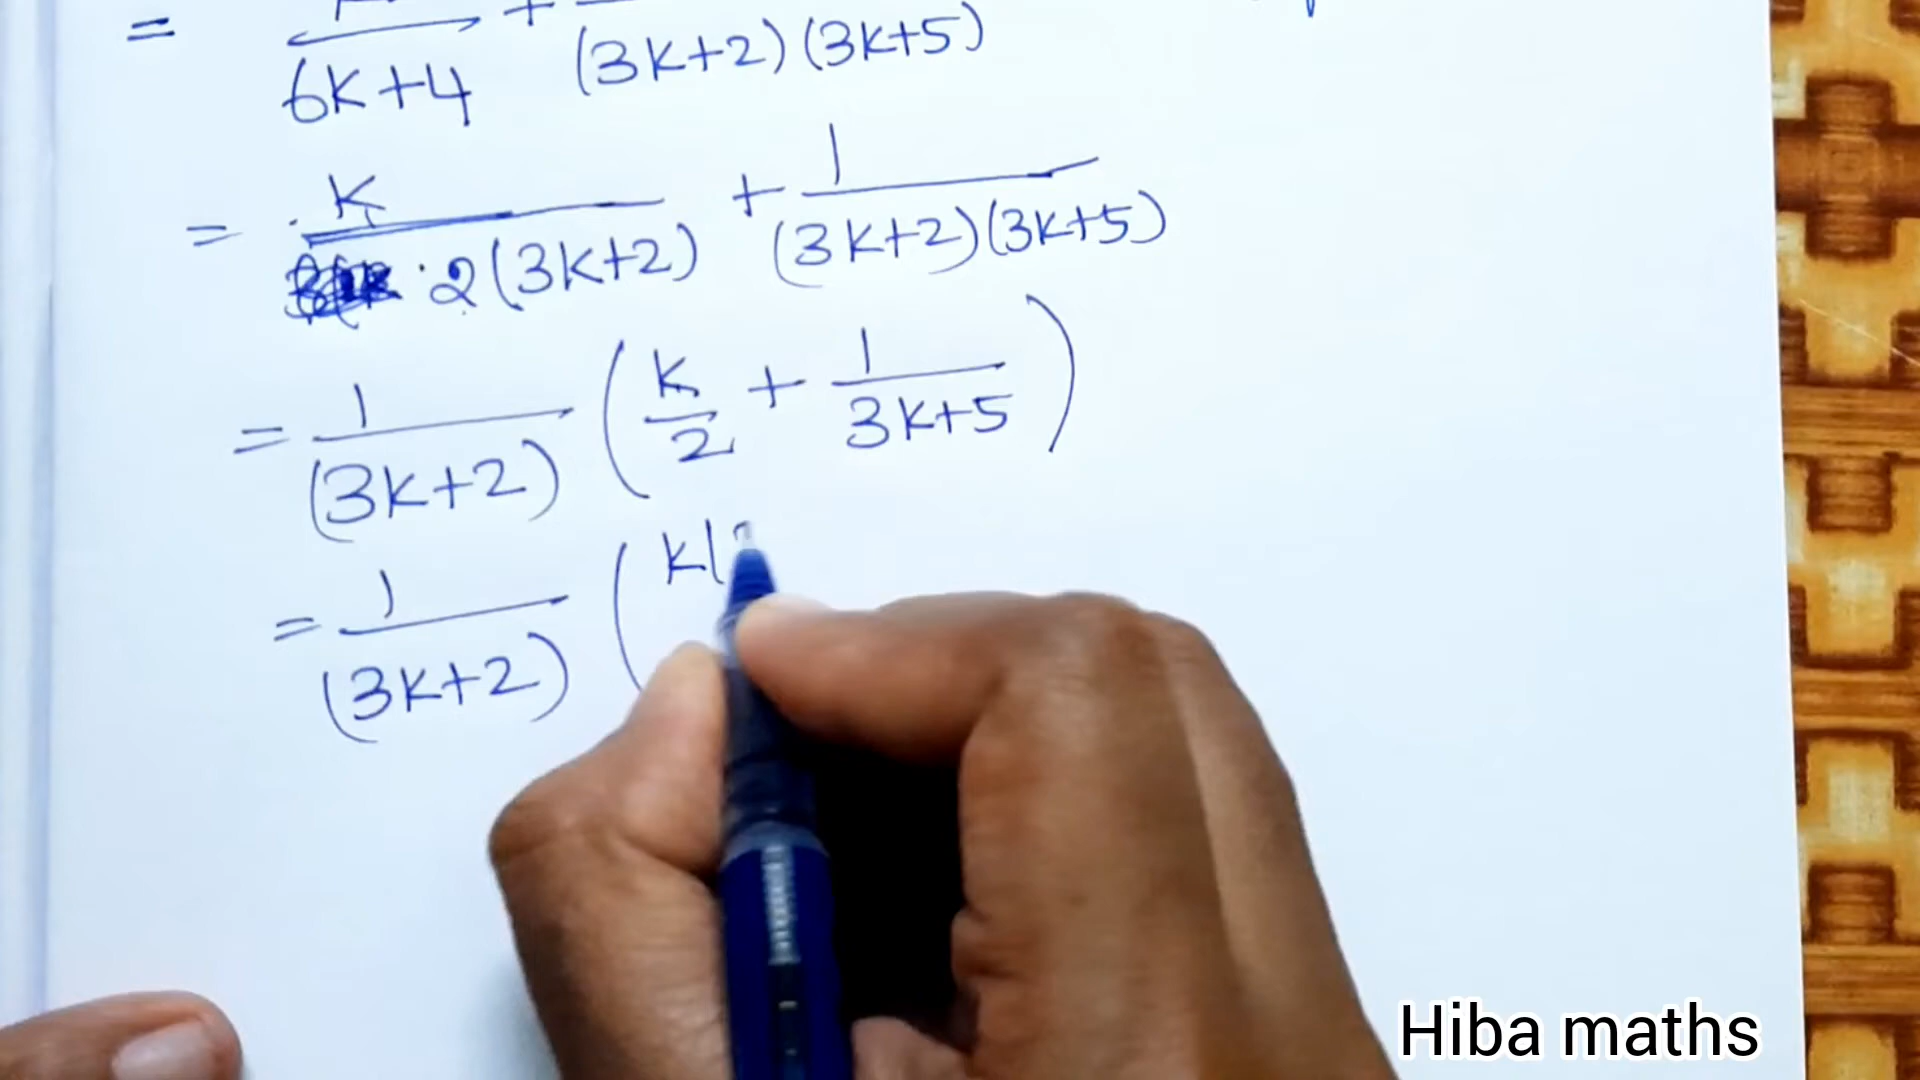 = / 6k+4 + / (3k+2)(3k+5)
= k / 2(3k+2) + 1 / (3k+2)(3k+5)
= 1 / (3k+2) ( k / 2 + 1 / 3k+5 )
= 1 / (3k+2) ( k(
Hiba maths